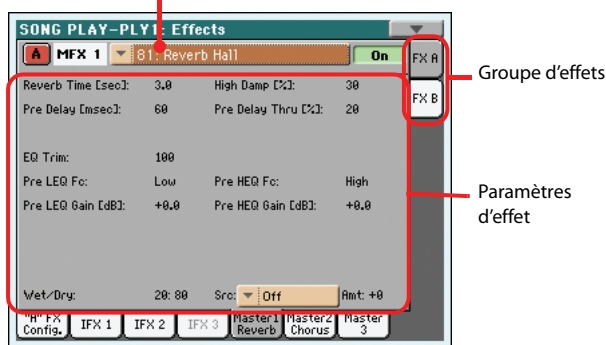 SONG PLAY-PLY1: Effects
A MFX 1 81: Reverb Hall On FX A
Groupe d'effets
Reverb Time [sec]: 3.0 High Damp [%]: 30
FX B
Pre Delay [msec]: 60 Pre Delay Thru [%]: 20
EQ Trim: 100
Pre LEQ Fc: Low Pre HEQ Fc: High
Paramètres
d'effet
Pre LEQ Gain [dB]: +0.0 Pre HEQ Gain [dB]: +0.0
Wet/Dry: 20: 80 Src: Off Amt: +0
"A" FX
Config. IFX 1 IFX 2 IFX 3 Master1
Reverb Master2
Chorus Master
3